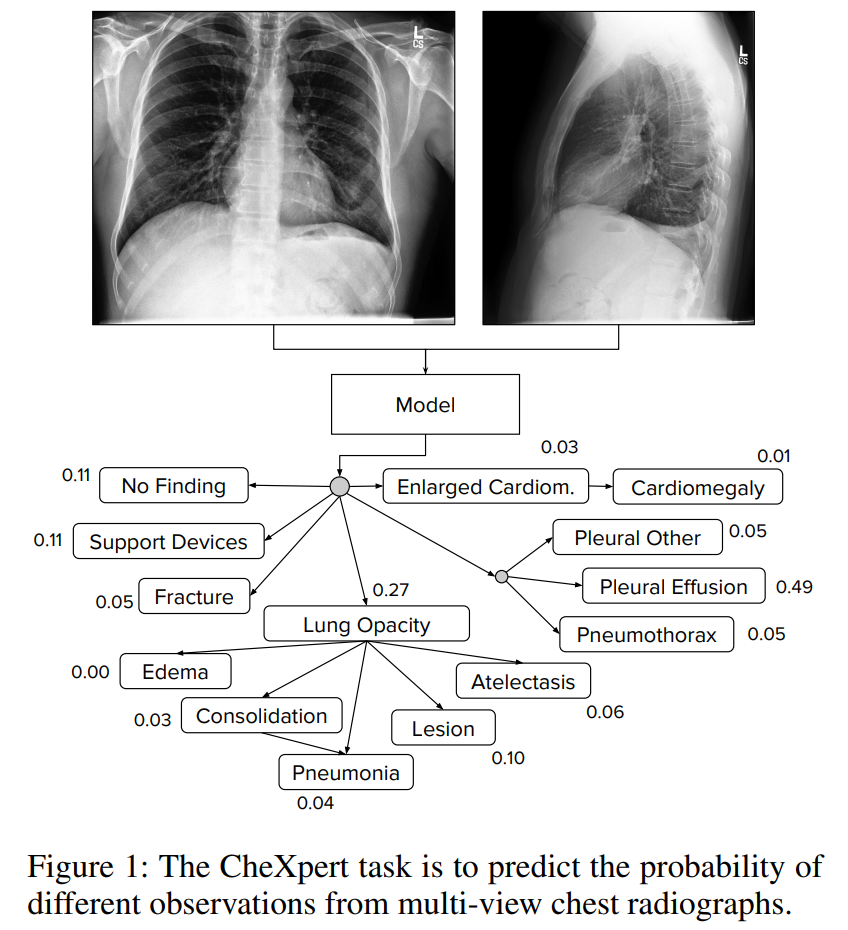 L
CS
L
CS
Model
0.03
0.01
0.11
No Finding
Enlarged Cardiom.
Cardiomegaly
0.11
Support Devices
Pleural Other
0.05
0.05
Fracture
0.27
Pleural Effusion
0.49
Lung Opacity
Pneumothorax
0.05
0.00
Edema
Atelectasis
0.06
0.03
Consolidation
Lesion
0.10
Pneumonia
0.04
Figure 1: The CheXpert task is to predict the probability of
different observations from multi-view chest radiographs.